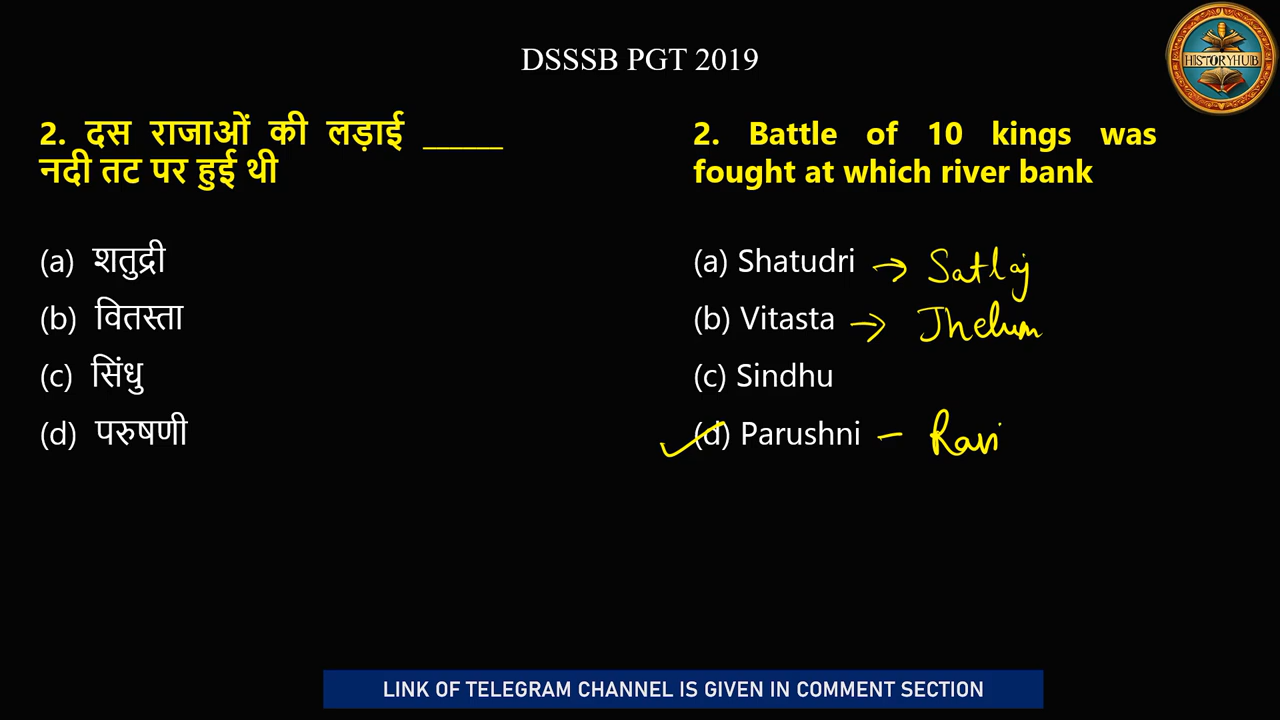 DSSSB PGT 2019
HISTORYHUB
2. दस राजाओं की लड़ाई ______
नदी तट पर हुई थी
(a) शतुद्री
(b) वितस्ता
(c) सिंधु
(d) परुषणी
2. Battle of 10 kings was
fought at which river bank
(a) Shatudri → Satlaj
(b) Vitasta → Jhelum
(c) Sindhu
(d) Parushni – Ravi
LINK OF TELEGRAM CHANNEL IS GIVEN IN COMMENT SECTION